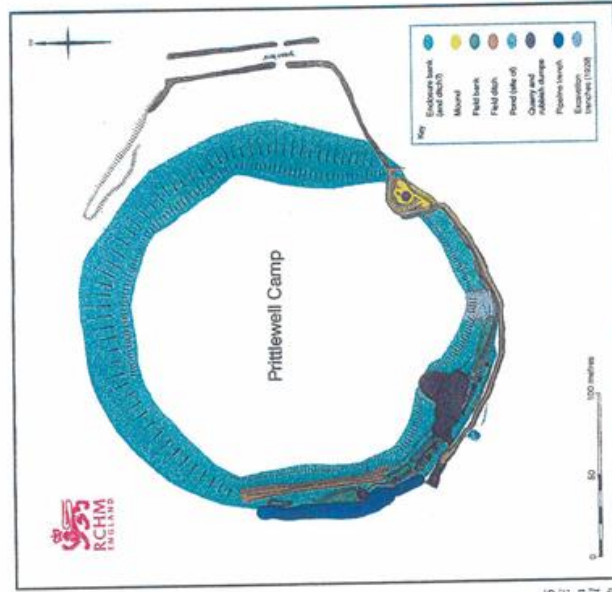 RCHM
ENGLAND
Prittlewell Camp
Key
Enclosure bank
(and ditch?)
Mound
Field bank
Field ditch
Pond (site of)
Quarry and
rubbish dumps
Pipeline trench
Excavation
trenches (1929)
0
50
100 metres